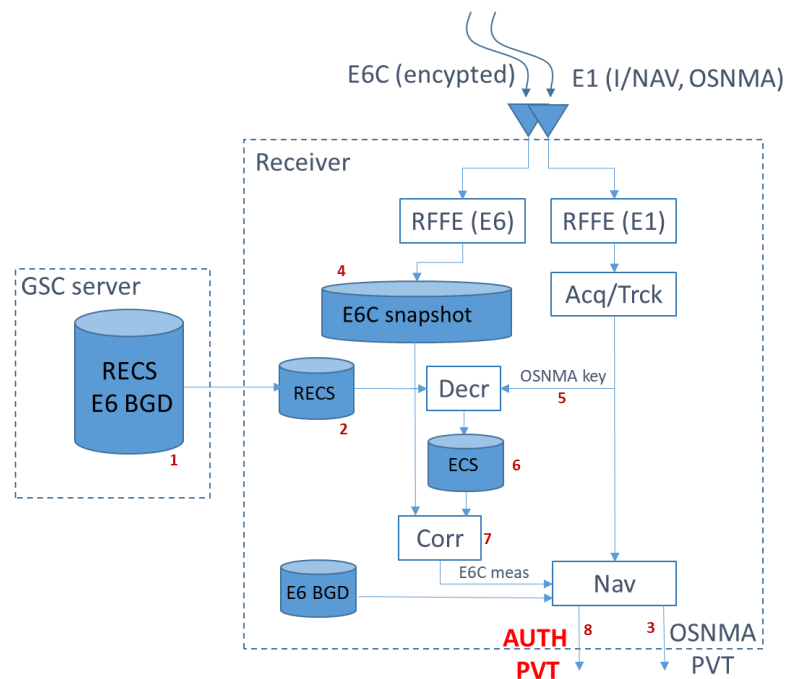 E6C (encypted)
E1 (I/NAV, OSNMA)
Receiver
RFFE (E6)
RFFE (E1)
4
GSC server
Acq/Trck
E6C snapshot
RECS
E6 BGD
RECS
Decr
OSNMA key
5
2
1
ECS
6
Corr
7
E6C meas
E6 BGD
Nav
AUTH
PVT
8
3
OSNMA
PVT